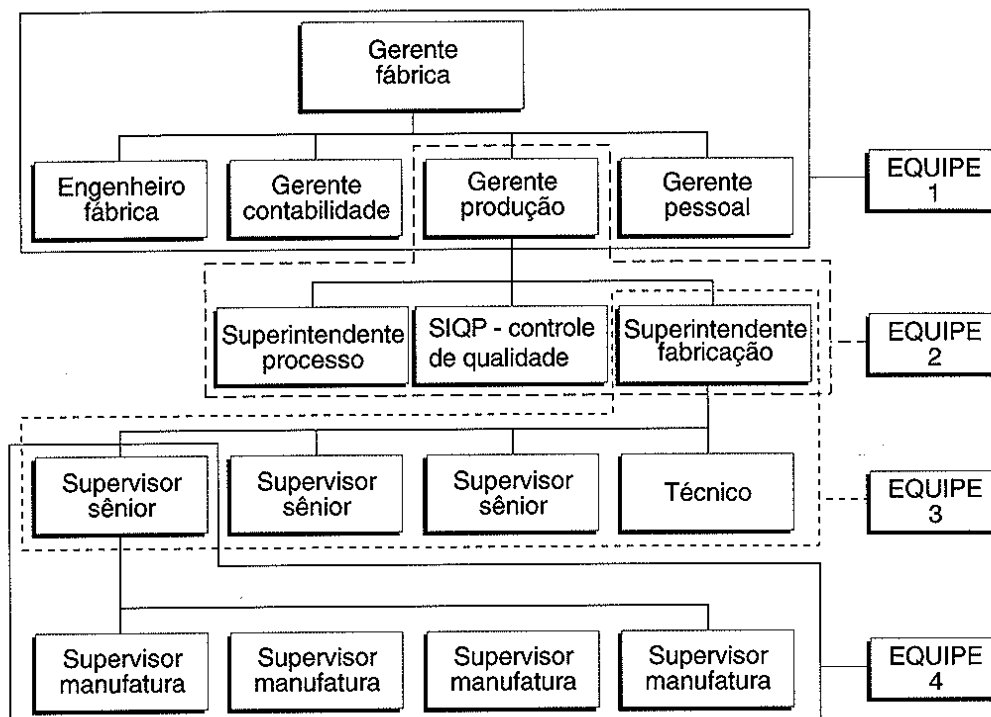 Gerente
fábrica
Engenheiro
fábrica
Gerente
contabilidade
Gerente
produção
Gerente
pessoal
EQUIPE
1
Superintendente
processo
SIQP - controle
de qualidade
Superintendente
fabricação
EQUIPE
2
Supervisor
sênior
Supervisor
sênior
Supervisor
sênior
Técnico
EQUIPE
3
Supervisor
manufatura
Supervisor
manufatura
Supervisor
manufatura
Supervisor
manufatura
EQUIPE
4